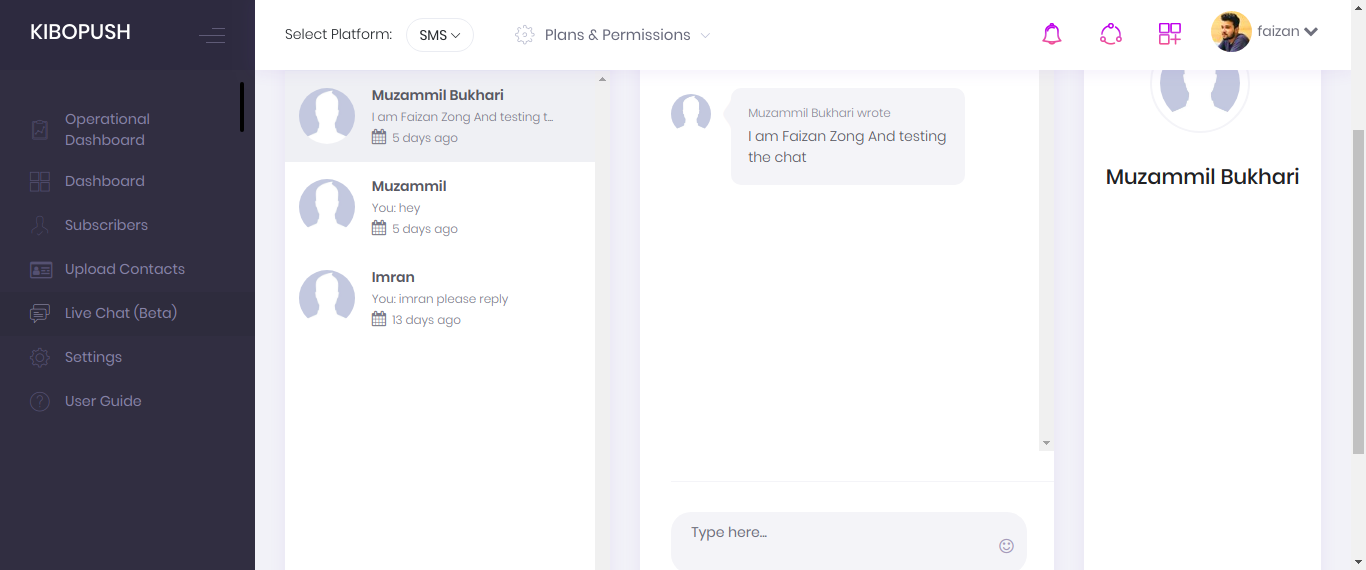 KIBOPUSH
Select Platform: SMS
Plans & Permissions
faizan
Operational
Dashboard
Dashboard
Subscribers
Upload Contacts
Live Chat (Beta)
Settings
User Guide
Muzammil Bukhari
I am Faizan Zong And testing t...
5 days ago
Muzammil
You: hey
5 days ago
Imran
You: imran please reply
13 days ago
Muzammil Bukhari wrote
I am Faizan Zong And testing
the chat
Type here...
Muzammil Bukhari